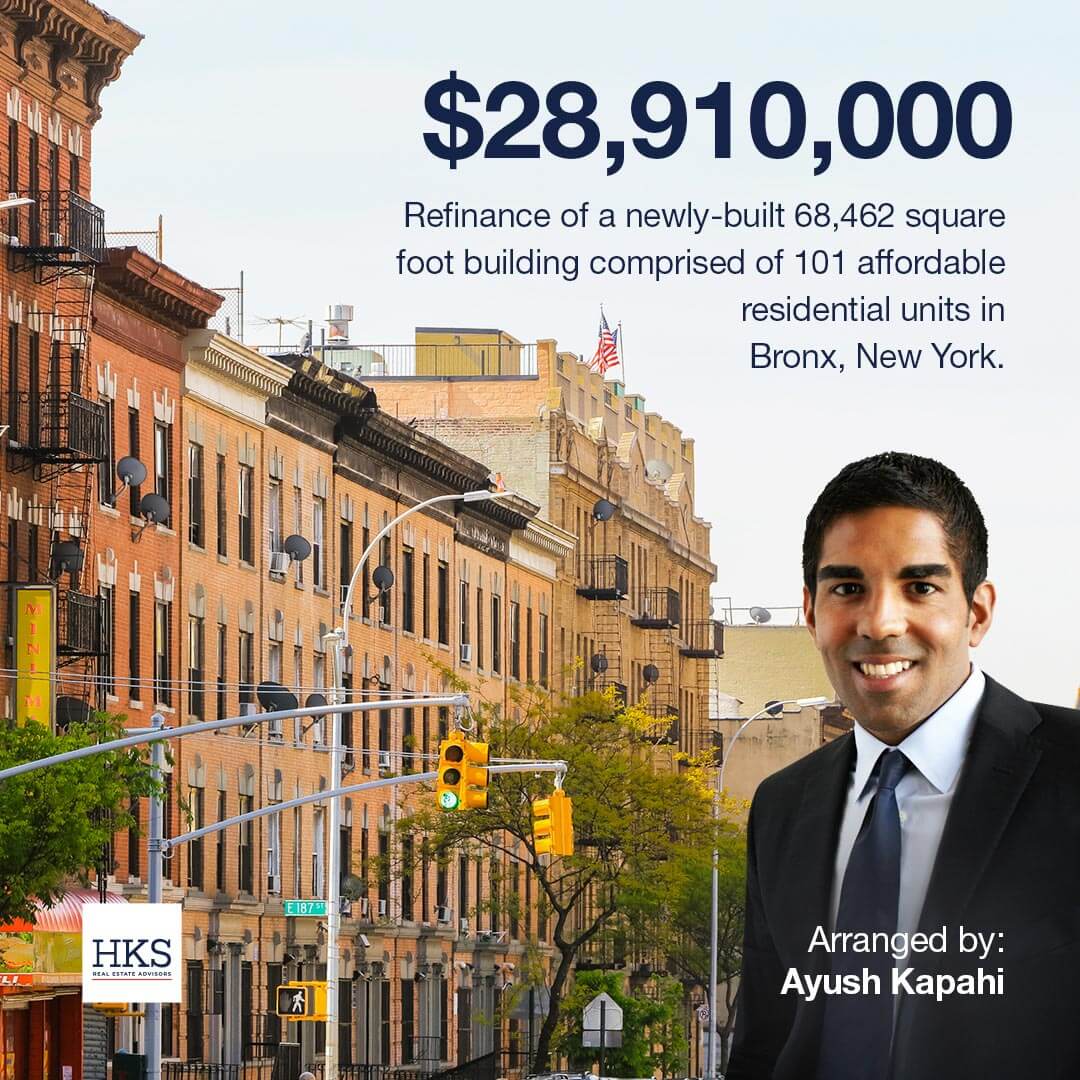 $28,910,000
Refinance of a newly-built 68,462 square
foot building comprised of 101 affordable
residential units in
Bronx, New York.
MINI M
E 187 ST
HKS
REAL ESTATE ADVISORS
Arranged by:
Ayush Kapahi